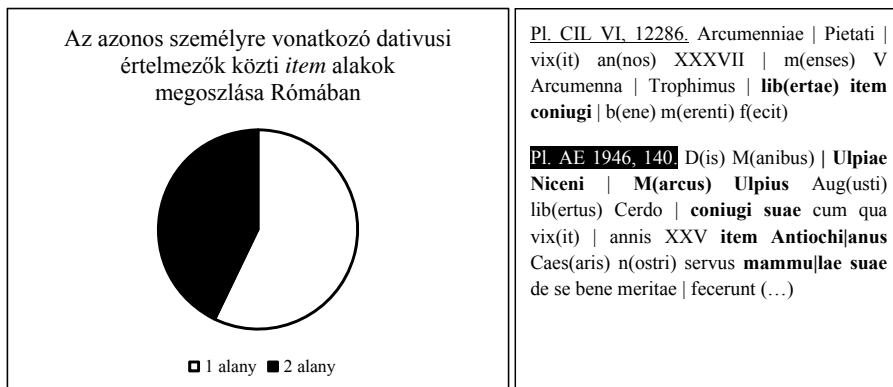 Az azonos személyre vonatkozó dativusi
értelmezők közti item alakok
megoszlása Rómában
1 alany 2 alany
Pl. CIL VI, 12286. Arcumenniae | Pietati |
vix(it) an(nos) XXXVII | m(enses) V
Arcumenna | Trophimus | lib(ertae) item
coniugi | b(ene) m(erenti) f(ecit)
Pl. AE 1946, 140. D(is) M(anibus) | Ulpiae
Niceni | M(arcus) Ulpius Aug(usti)
lib(ertus) Cerdo | coniugi suae cum qua
vix(it) | annis XXV item Antiochi|anus
Caes(aris) n(ostri) servus mammu|lae suae
de se bene meritae | fecerunt (…)